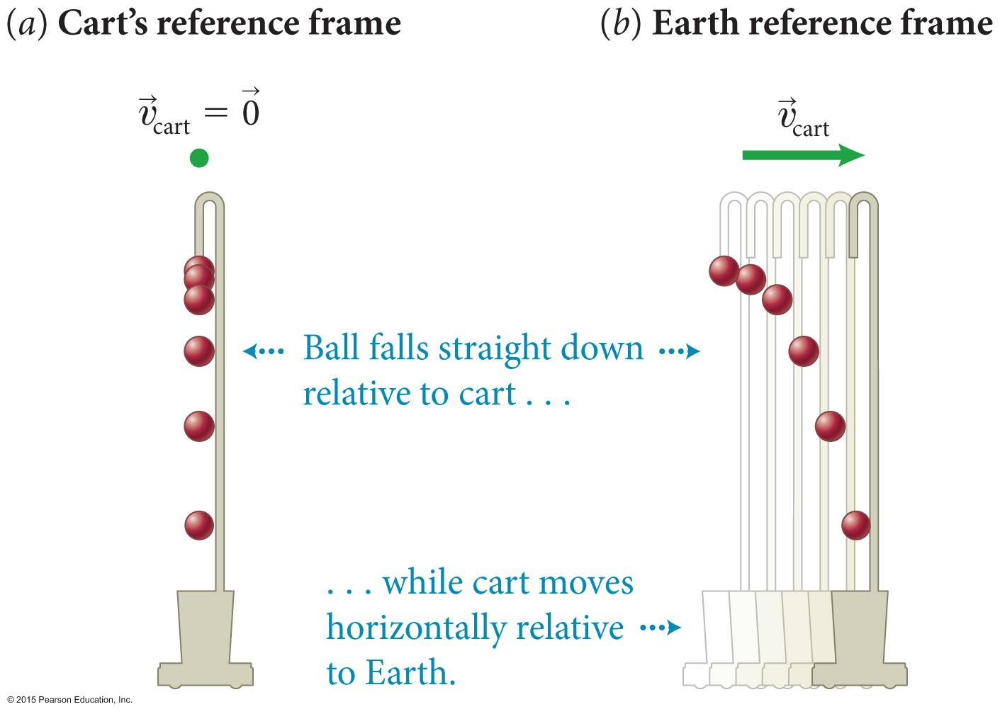 (a) Cart's reference frame
v⃗cart = 0⃗
(b) Earth reference frame
v⃗cart
Ball falls straight down
relative to cart . . .
. . . while cart moves
horizontally relative
to Earth.
© 2015 Pearson Education, Inc.